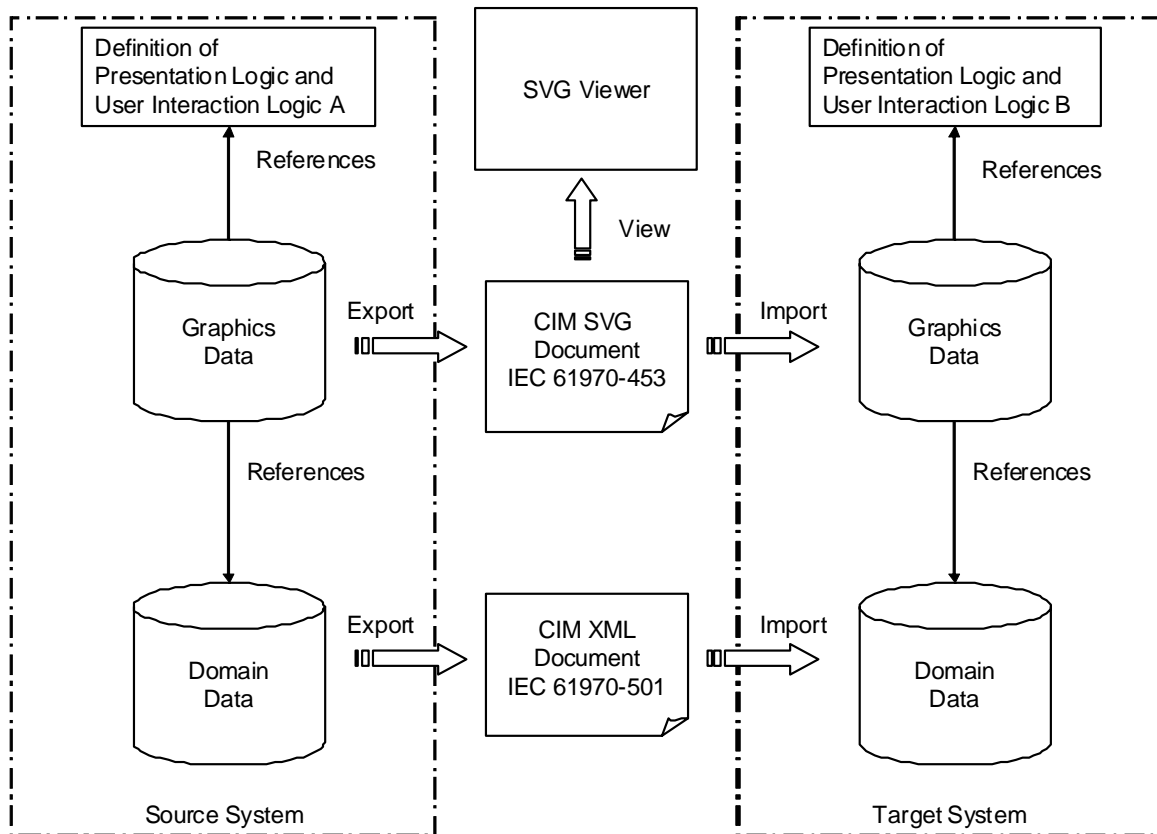 Definition of
Presentation Logic and
User Interaction Logic A
SVG Viewer
Definition of
Presentation Logic and
User Interaction Logic B
References
References
View
Graphics
Data
Export
CIM SVG
Document
IEC 61970-453
Import
Graphics
Data
References
References
Domain
Data
Export
CIM XML
Document
IEC 61970-501
Import
Domain
Data
Source System
Target System